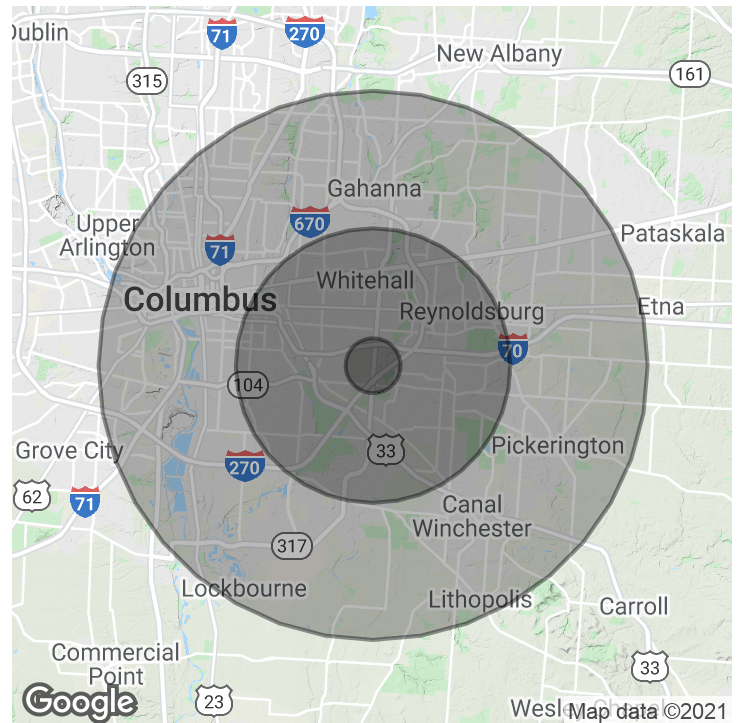 Dublin
71
270
New Albany
315
161
Gahanna
670
Upper
Arlington
71
Pataskala
Whitehall
Columbus
Reynoldsburg
Etna
70
104
Grove City
33
Pickerington
270
62
71
Canal
Winchester
317
Lockbourne
Lithopolis
Carroll
Commercial
Point
33
23
Google
Map data ©2021